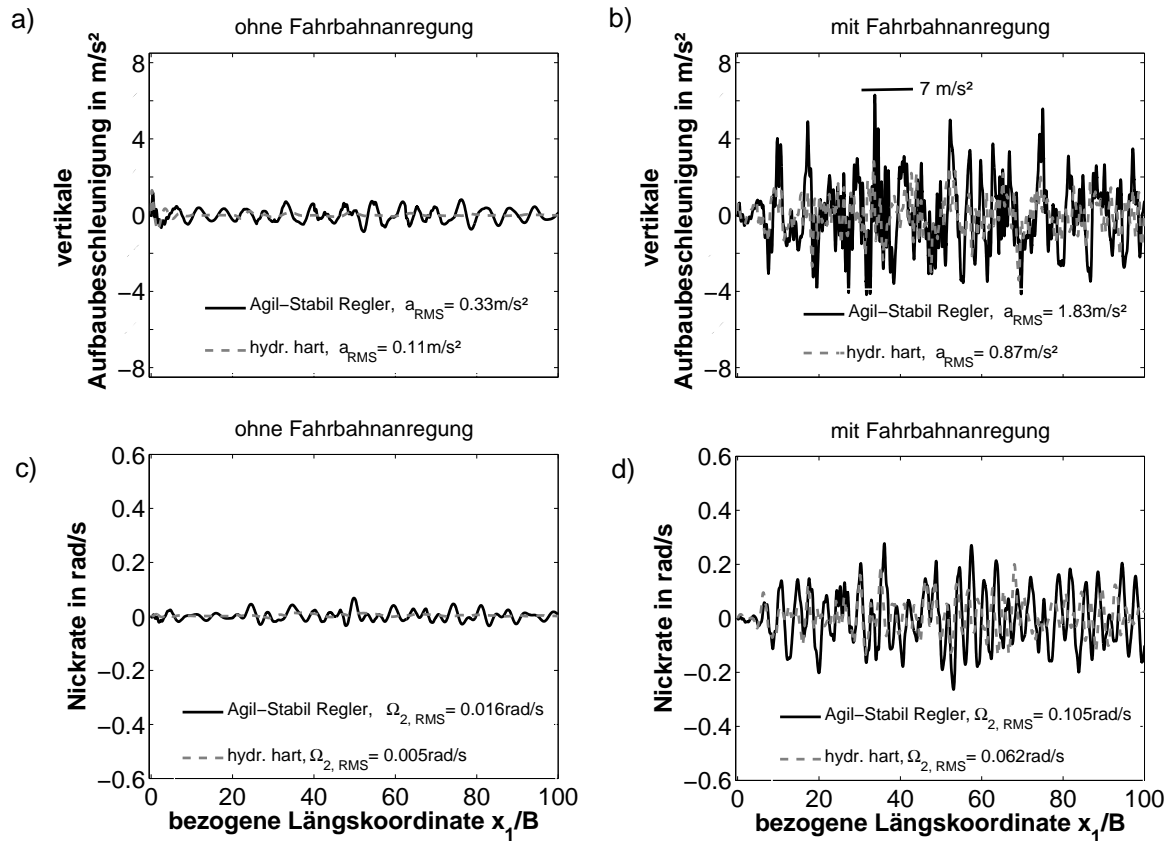 a)
ohne Fahrbahnanregung
vertikale
Aufbaubeschleunigung in m/s²
8
4
0
−4
−8
Agil−Stabil Regler, a_RMS = 0.33m/s²
hydr. hart, a_RMS = 0.11m/s²
b)
mit Fahrbahnanregung
vertikale
Aufbaubeschleunigung in m/s²
8
4
0
−4
−8
7 m/s²
Agil−Stabil Regler, a_RMS = 1.83m/s²
hydr. hart, a_RMS = 0.87m/s²
c)
ohne Fahrbahnanregung
Nickrate in rad/s
0.6
0.4
0.2
0
−0.2
−0.4
−0.6
Agil−Stabil Regler, Ω_2, RMS = 0.016rad/s
hydr. hart, Ω_2, RMS = 0.005rad/s
0 20 40 60 80 100
bezogene Längskoordinate x_1/B
d)
mit Fahrbahnanregung
Nickrate in rad/s
0.6
0.4
0.2
0
−0.2
−0.4
−0.6
Agil−Stabil Regler, Ω_2, RMS = 0.105rad/s
hydr. hart, Ω_2, RMS = 0.062rad/s
0 20 40 60 80 100
bezogene Längskoordinate x_1/B